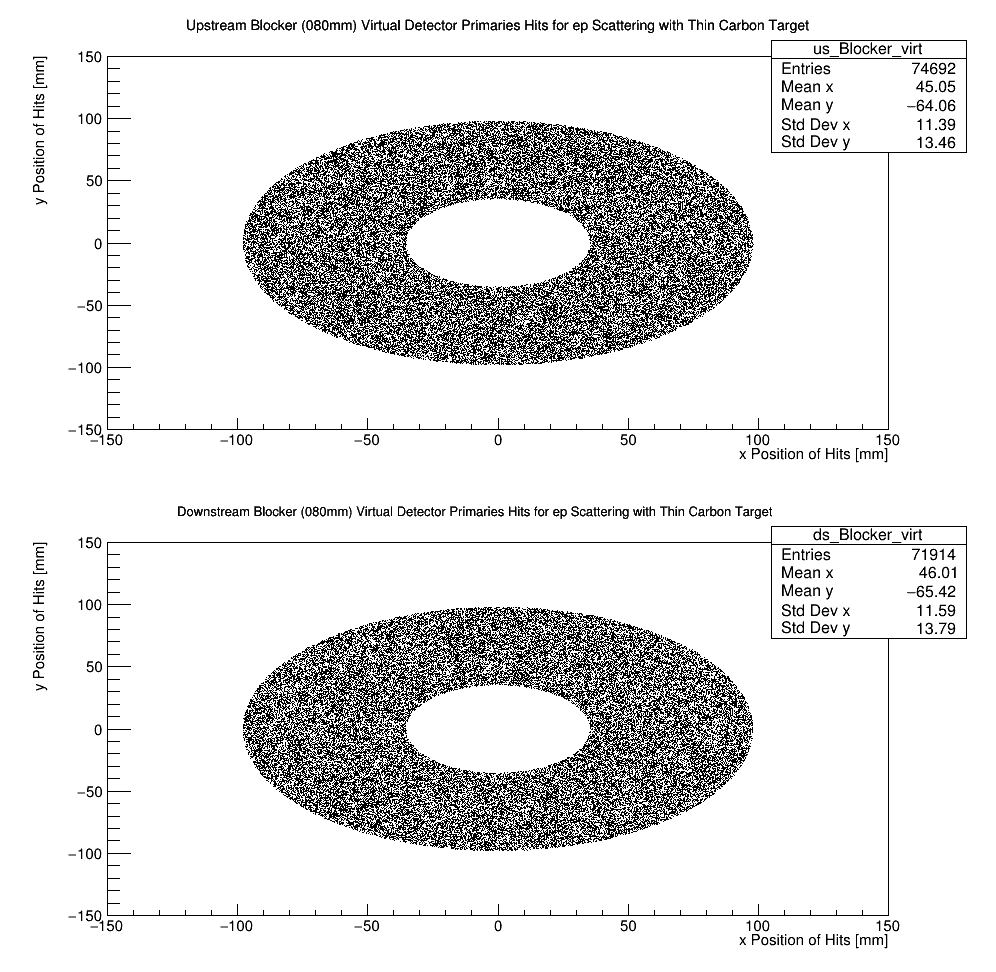 Upstream Blocker (080mm) Virtual Detector Primaries Hits for ep Scattering with Thin Carbon Target
us_Blocker_virt
Entries 74692
Mean x 45.05
Mean y −64.06
Std Dev x 11.39
Std Dev y 13.46
y Position of Hits [mm]
150
100
50
0
−50
−100
−150
−150 −100 −50 0 50 100 150
x Position of Hits [mm]
Downstream Blocker (080mm) Virtual Detector Primaries Hits for ep Scattering with Thin Carbon Target
ds_Blocker_virt
Entries 71914
Mean x 46.01
Mean y −65.42
Std Dev x 11.59
Std Dev y 13.79
y Position of Hits [mm]
150
100
50
0
−50
−100
−150
−150 −100 −50 0 50 100 150
x Position of Hits [mm]